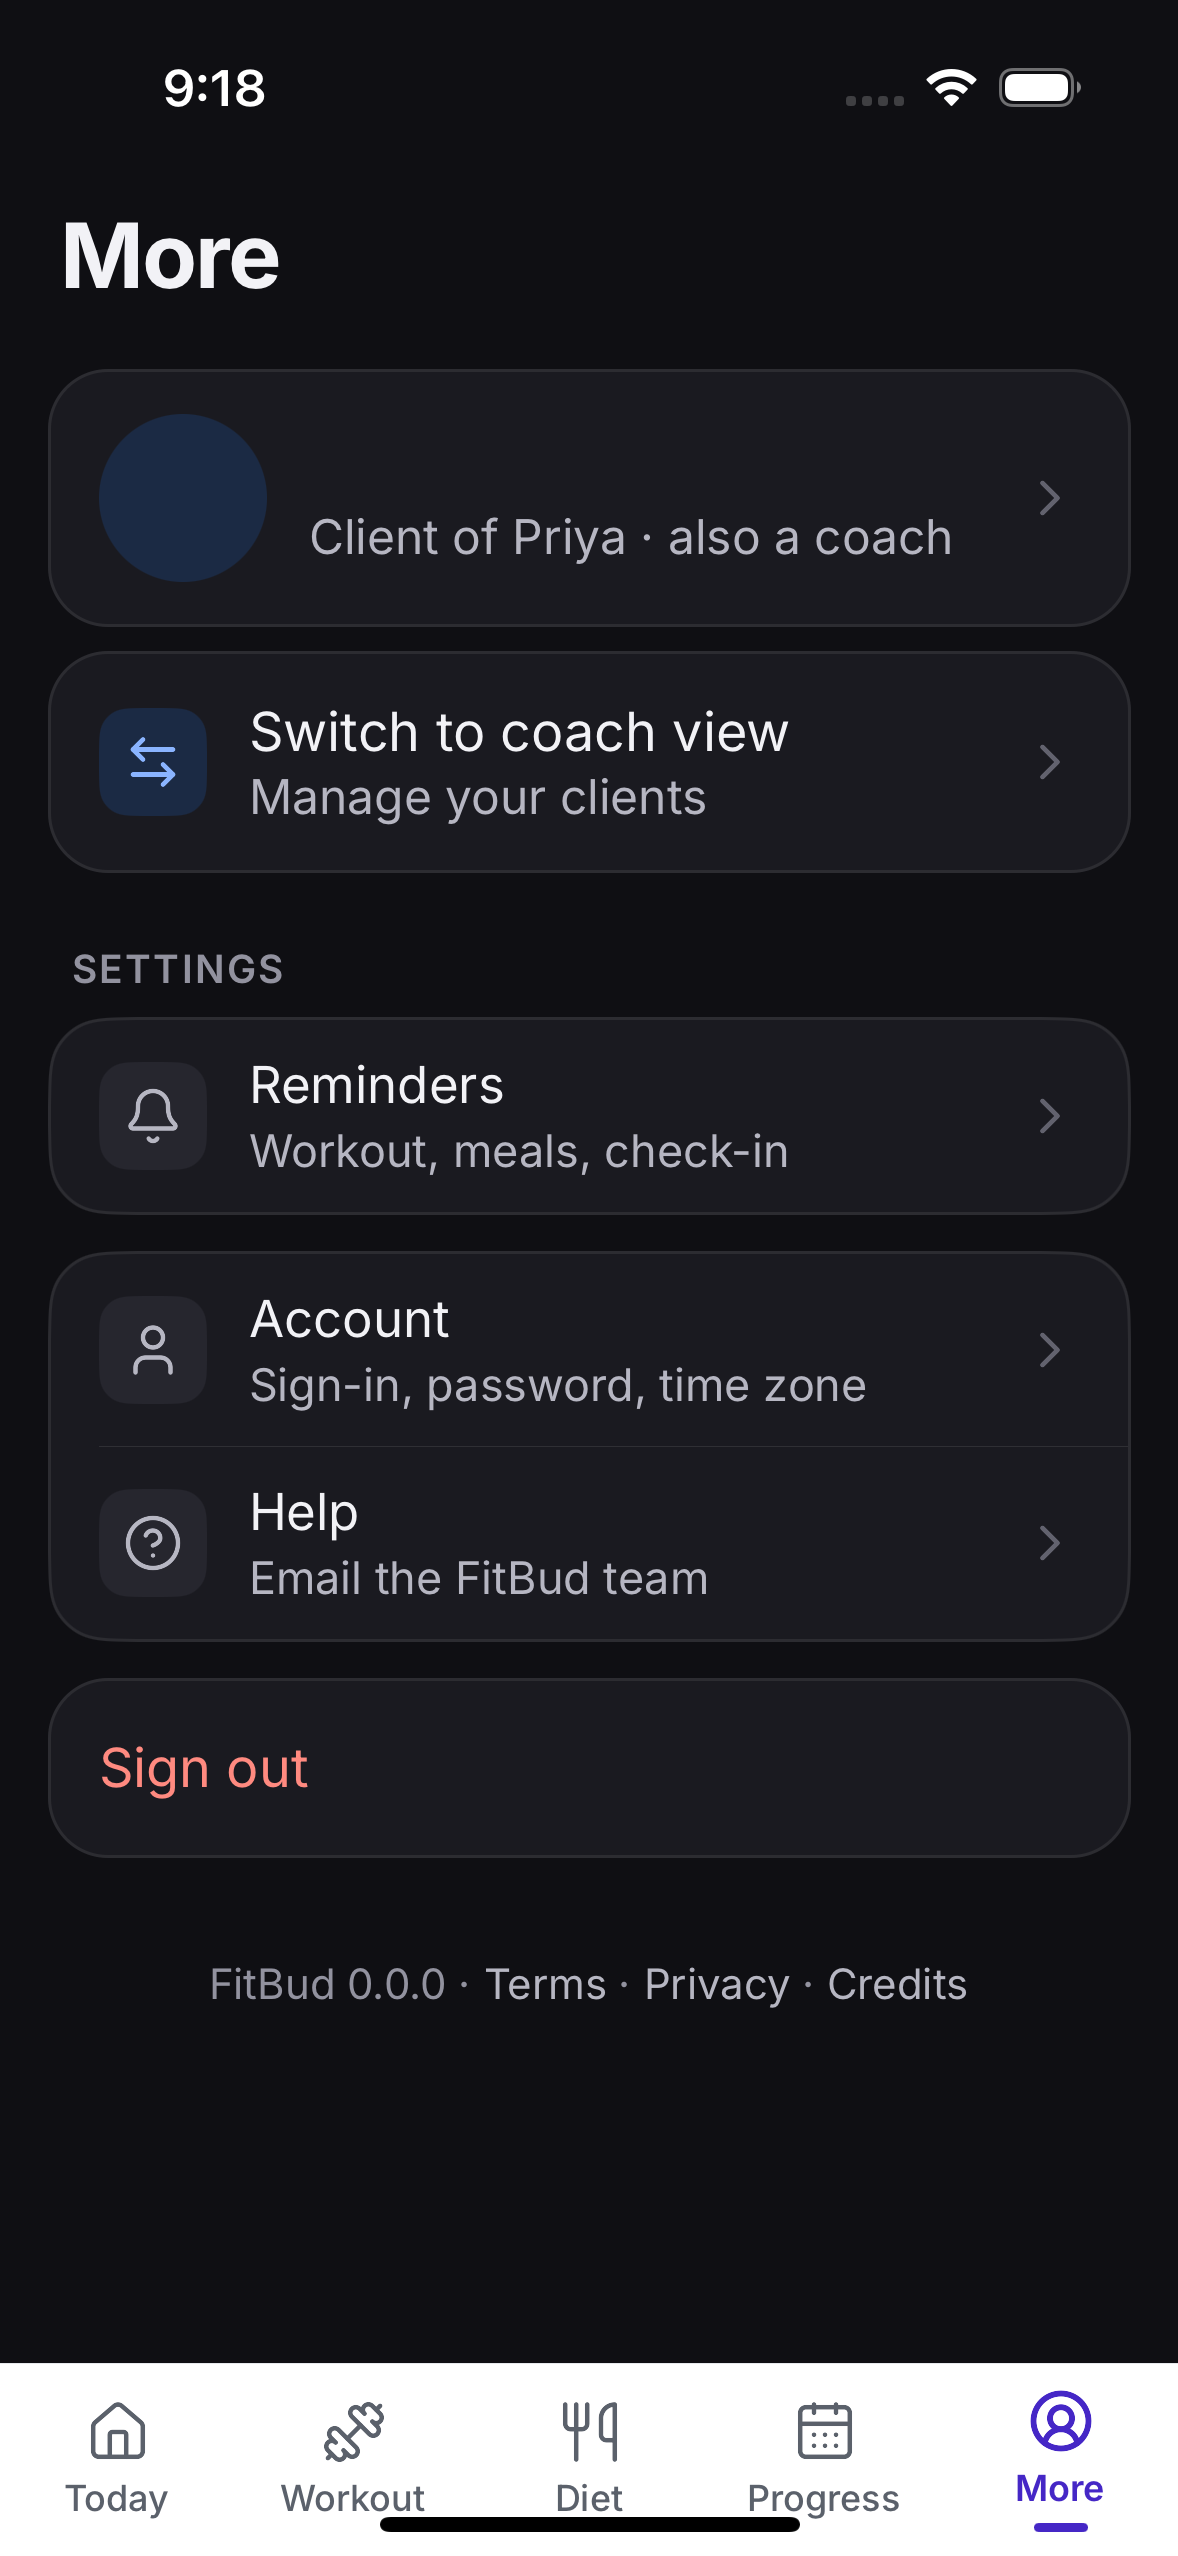 9:18
More
Client of Priya · also a coach
Switch to coach view
Manage your clients
SETTINGS
Reminders
Workout, meals, check-in
Account
Sign-in, password, time zone
Help
Email the FitBud team
Sign out
FitBud 0.0.0 · Terms · Privacy · Credits
Today Workout Diet Progress More